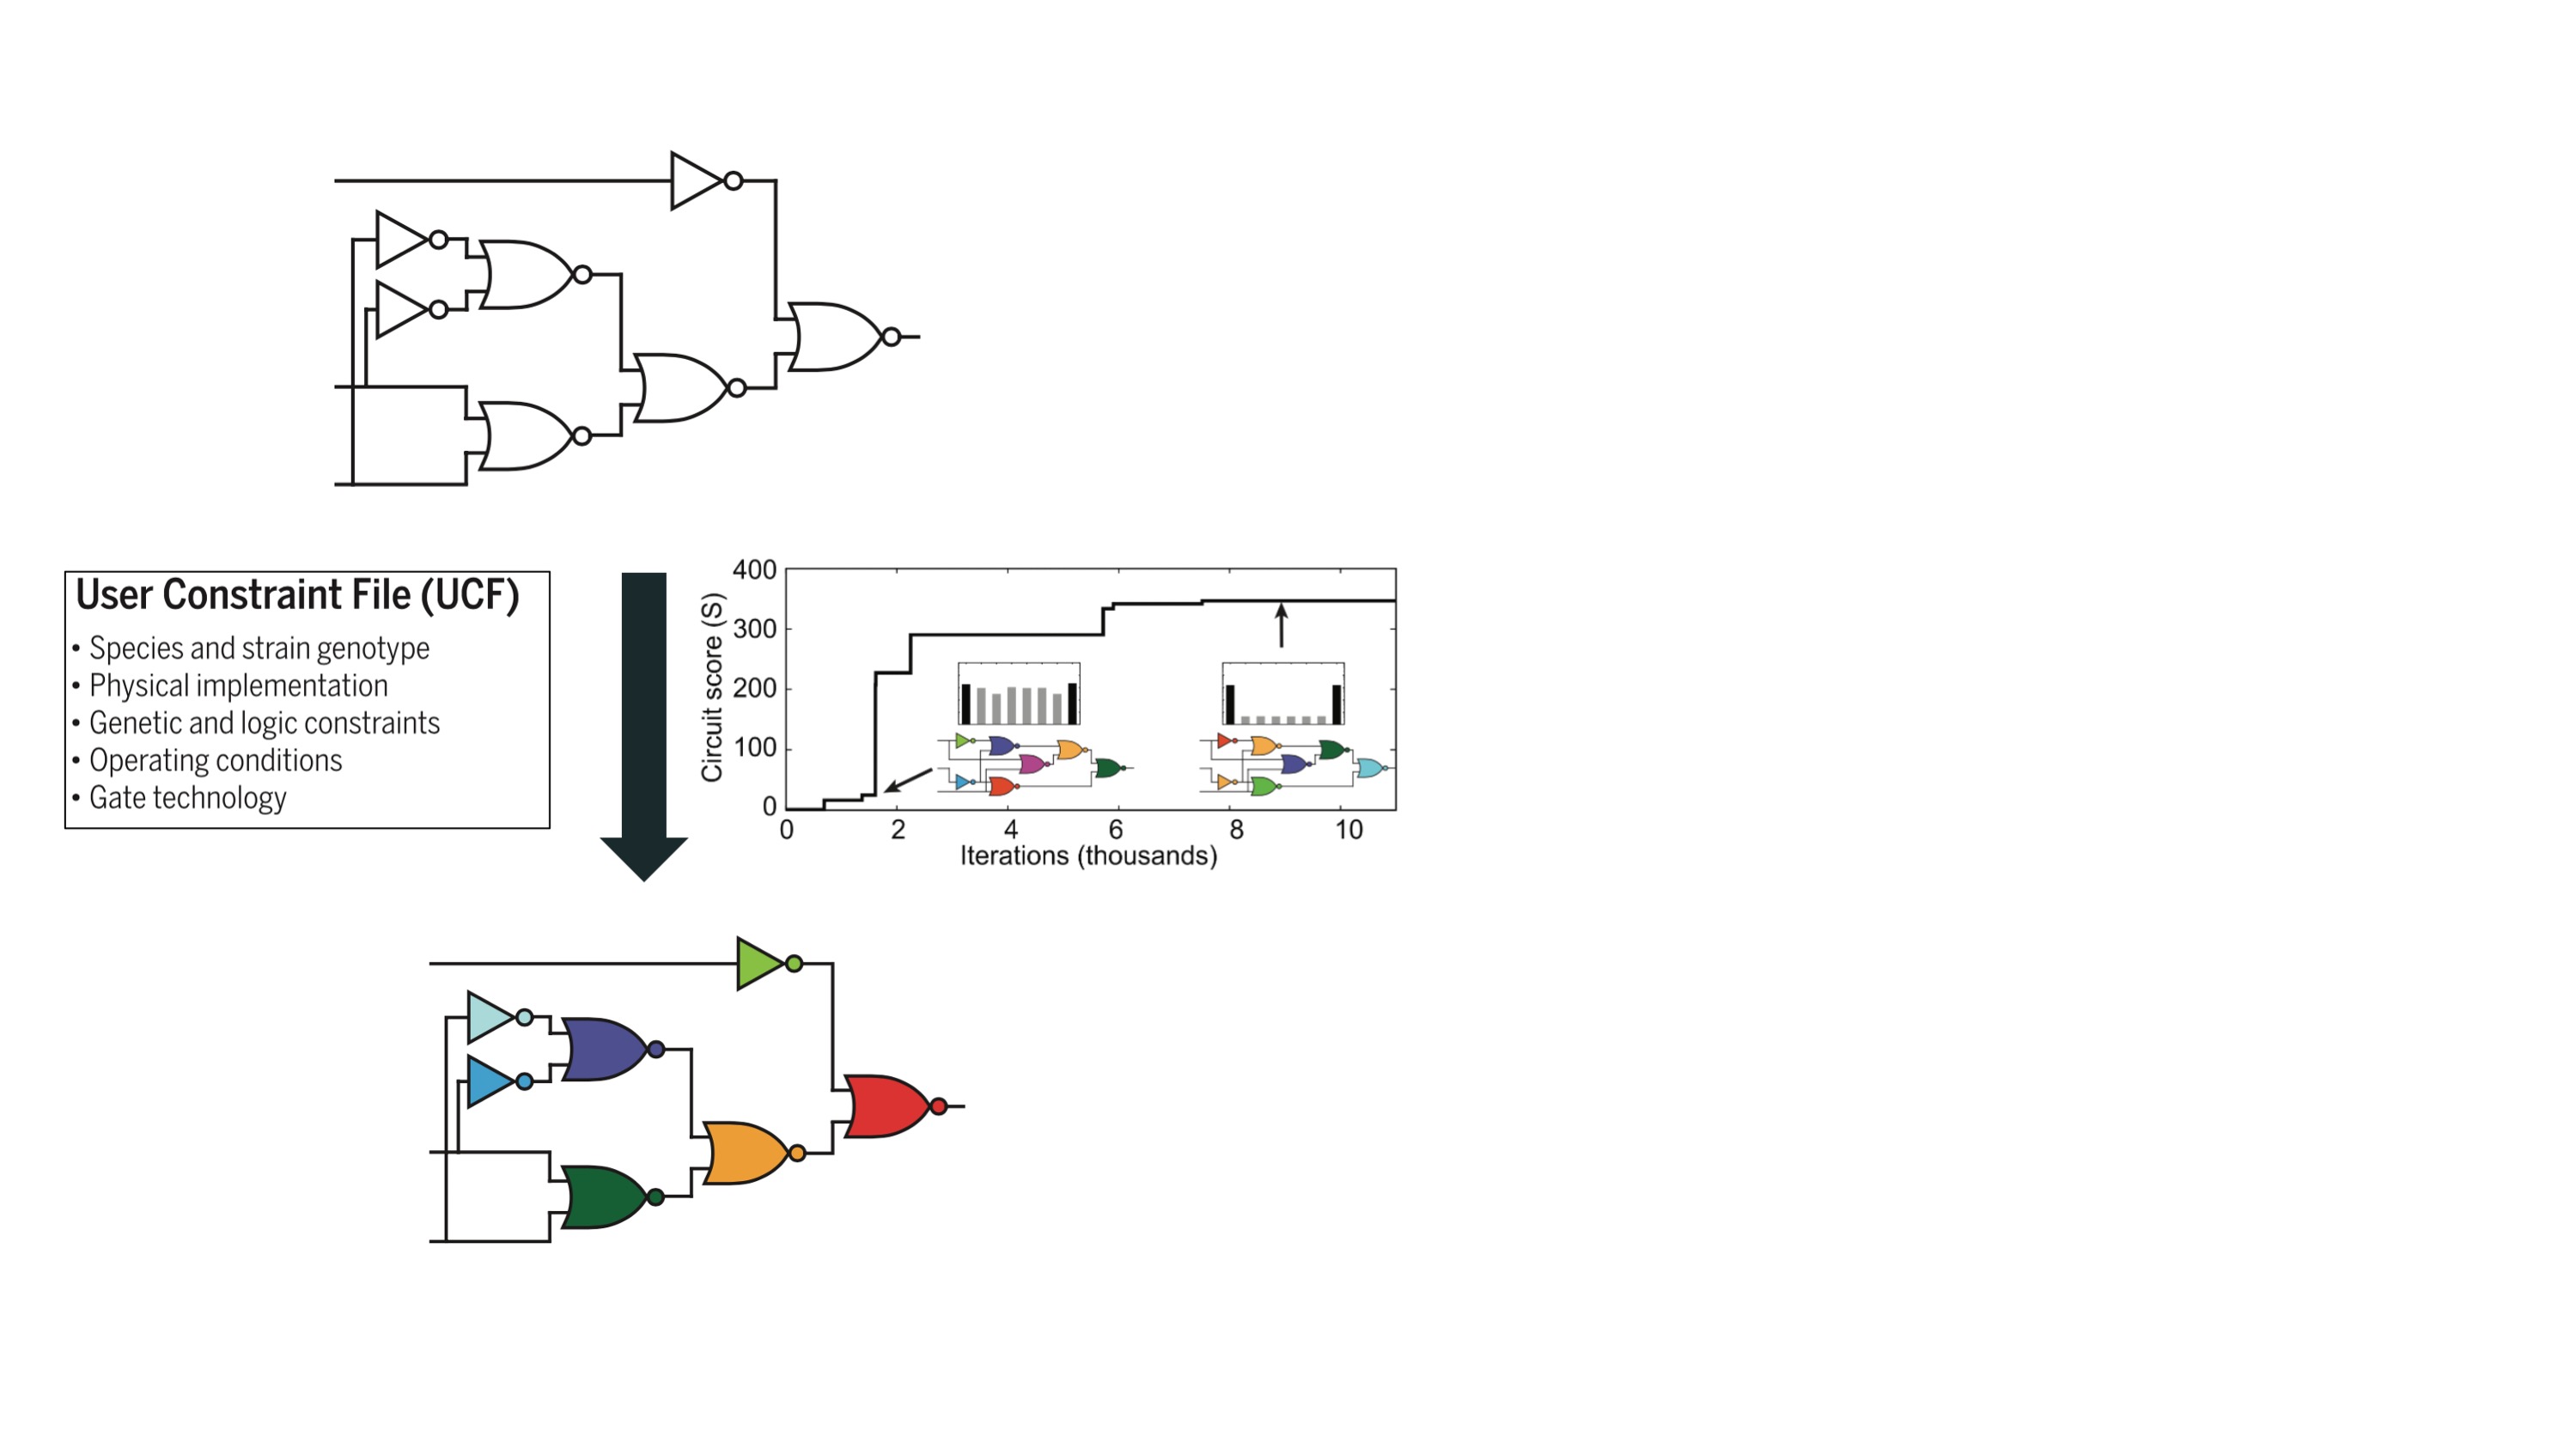 User Constraint File (UCF)
• Species and strain genotype
• Physical implementation
• Genetic and logic constraints
• Operating conditions
• Gate technology
Circuit score (S)
400
300
200
100
0
0 2 4 6 8 10
Iterations (thousands)